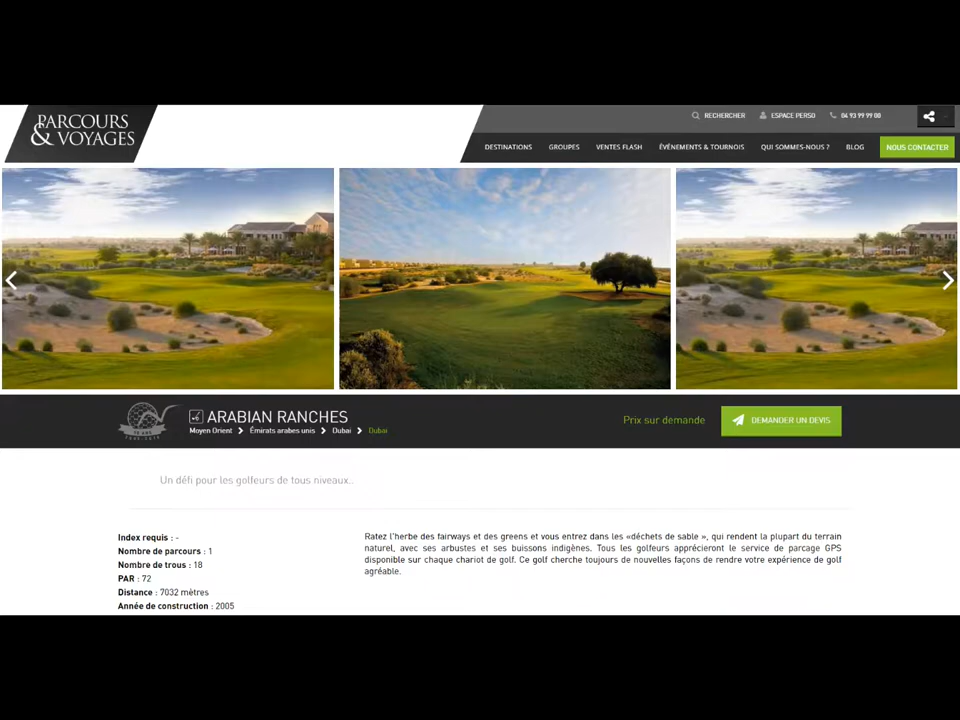 PARCOURS
& VOYAGES
RECHERCHER ESPACE PERSO 04 93 99 99 00
DESTINATIONS GROUPES VENTES FLASH ÉVÉNEMENTS & TOURNOIS QUI SOMMES-NOUS ? BLOG NOUS CONTACTER
ARABIAN RANCHES
Moyen Orient Émirats arabes unis Dubai Dubai
Prix sur demande
DEMANDER UN DEVIS
Un défi pour les golfeurs de tous niveaux..
Index requis : -
Nombre de parcours : 1
Nombre de trous : 18
PAR : 72
Distance : 7032 mètres
Année de construction : 2005
Ratez l'herbe des fairways et des greens et vous entrez dans les «déchets de sable », qui rendent la plupart du terrain
naturel, avec ses arbustes et ses buissons indigènes. Tous les golfeurs apprécieront le service de parcage GPS
disponible sur chaque chariot de golf. Ce golf cherche toujours de nouvelles façons de rendre votre expérience de golf
agréable.